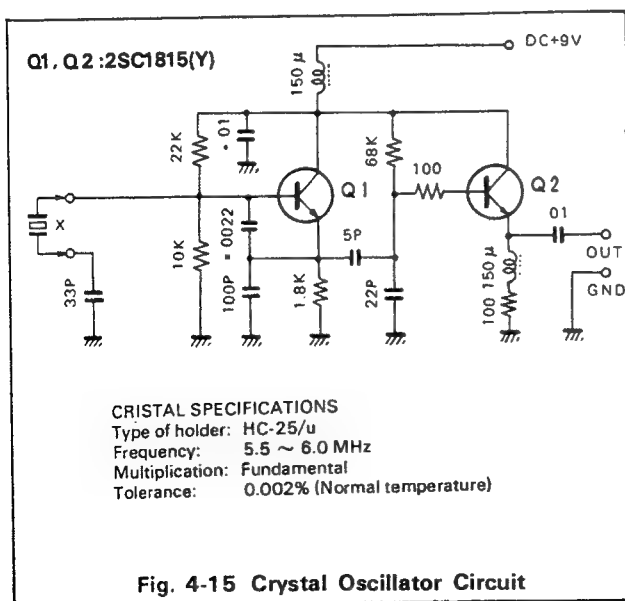 Q1, Q2 :2SC1815(Y)
DC+9V
150 μ
22K
.01
68K
100
Q1
Q2
X
10K
100P
.0022
5P
01
OUT
33P
1.8K
22P
100
150 μ
GND
CRISTAL SPECIFICATIONS
Type of holder: HC-25/u
Frequency: 5.5 ~ 6.0 MHz
Multiplication: Fundamental
Tolerance: 0.002% (Normal temperature)
Fig. 4-15 Crystal Oscillator Circuit